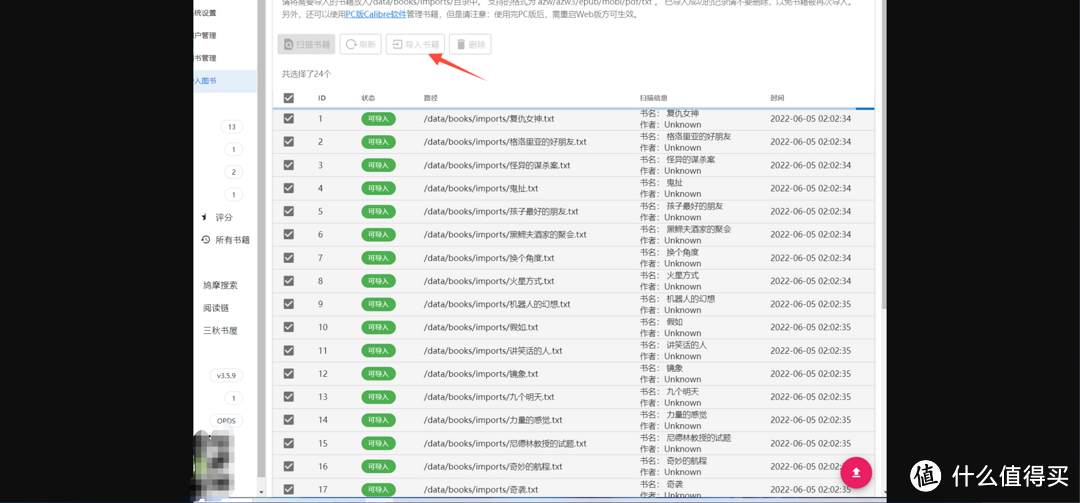 请将需要导入的书籍放入/data/books/imports/目录中。 支持的格式为 azw/azw3/epub/mobi/pdf/txt 。 已导入成功的记录请不要删除，以免书籍被再次导入。
另外，还可以使用PC版Calibre软件管理书籍，但是请注意：使用完PC版后，需重启Web版方可生效。
统设置
户管理
书管理
入图书
13
1
2
1
评分
所有书籍
鸠摩搜索
阅读链
三秋书屋
v3.5.9
1
OPDS
扫描书籍 刷新 导入书籍 删除
共选择了24个
ID 状态 路径 扫描信息 时间
1 可导入 /data/books/imports/复仇女神.txt 书名： 复仇女神 2022-06-05 02:02:34
作者：Unknown
2 可导入 /data/books/imports/格洛里亚的好朋友.txt 书名： 格洛里亚的好朋友 2022-06-05 02:02:34
作者：Unknown
3 可导入 /data/books/imports/怪异的谋杀案.txt 书名： 怪异的谋杀案 2022-06-05 02:02:34
作者：Unknown
4 可导入 /data/books/imports/鬼扯.txt 书名： 鬼扯 2022-06-05 02:02:34
作者：Unknown
5 可导入 /data/books/imports/孩子最好的朋友.txt 书名： 孩子最好的朋友 2022-06-05 02:02:34
作者：Unknown
6 可导入 /data/books/imports/黑鳏夫酒家的聚会.txt 书名： 黑鳏夫酒家的聚会 2022-06-05 02:02:34
作者：Unknown
7 可导入 /data/books/imports/换个角度.txt 书名： 换个角度 2022-06-05 02:02:34
作者：Unknown
8 可导入 /data/books/imports/火星方式.txt 书名： 火星方式 2022-06-05 02:02:34
作者：Unknown
9 可导入 /data/books/imports/机器人的幻想.txt 书名： 机器人的幻想 2022-06-05 02:02:35
作者：Unknown
10 可导入 /data/books/imports/假如.txt 书名： 假如 2022-06-05 02:02:35
作者：Unknown
11 可导入 /data/books/imports/讲笑话的人.txt 书名： 讲笑话的人 2022-06-05 02:02:35
作者：Unknown
12 可导入 /data/books/imports/镜象.txt 书名： 镜象 2022-06-05 02:02:35
作者：Unknown
13 可导入 /data/books/imports/九个明天.txt 书名： 九个明天 2022-06-05 02:02:35
作者：Unknown
14 可导入 /data/books/imports/力量的感觉.txt 书名： 力量的感觉 2022-06-05 02:02:35
作者：Unknown
15 可导入 /data/books/imports/尼德林教授的试题.txt 书名： 尼德林教授的试题 2022-06-05 02:02:35
作者：Unknown
16 可导入 /data/books/imports/奇妙的航程.txt 书名： 奇妙的航程 2022-06-05 02:02:
作者：Unknown
17 可导入 /data/books/imports/奇袭.txt 书名： 奇袭 2022-06-05 02:02:35
作者：Unknown
值 什么值得买